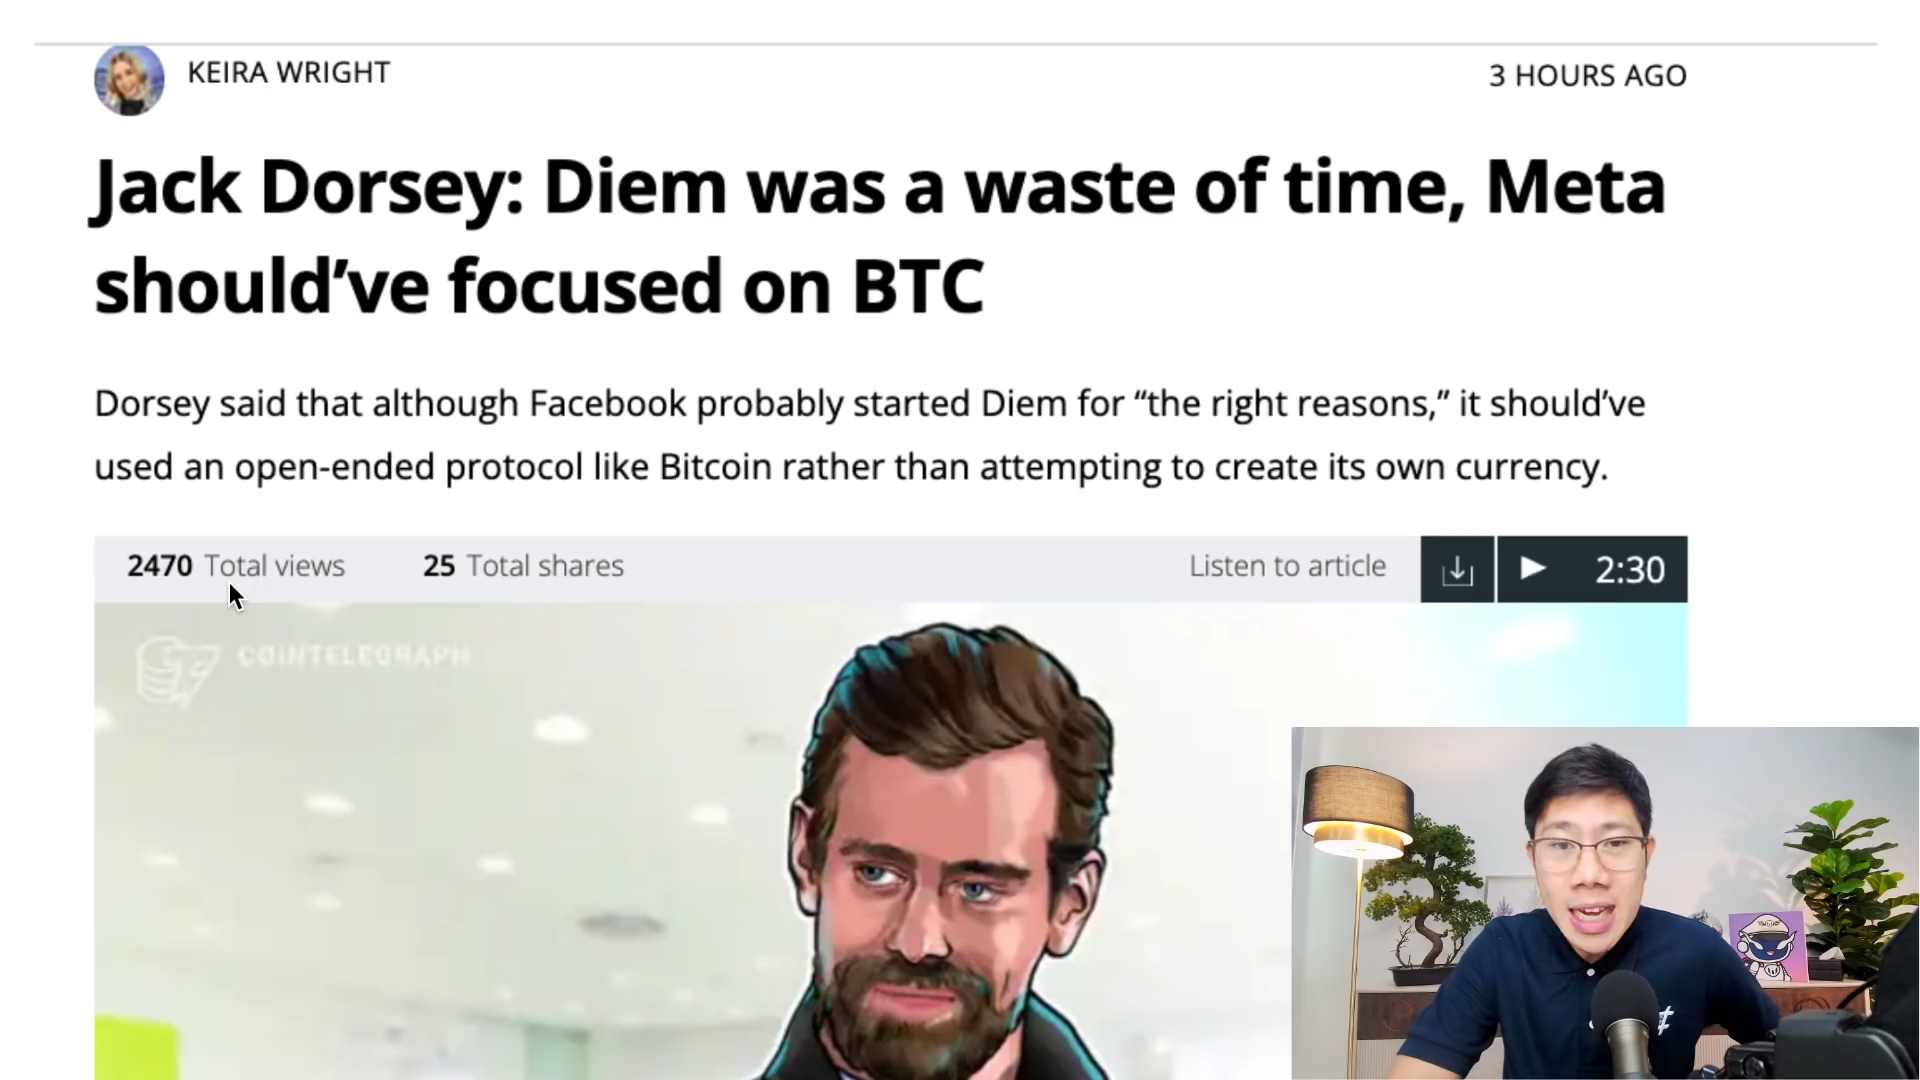 KEIRA WRIGHT
3 HOURS AGO
Jack Dorsey: Diem was a waste of time, Meta
should’ve focused on BTC
Dorsey said that although Facebook probably started Diem for “the right reasons,” it should’ve
used an open-ended protocol like Bitcoin rather than attempting to create its own currency.
2470 Total views 25 Total shares Listen to article 2:30
COINTELEGRAPH